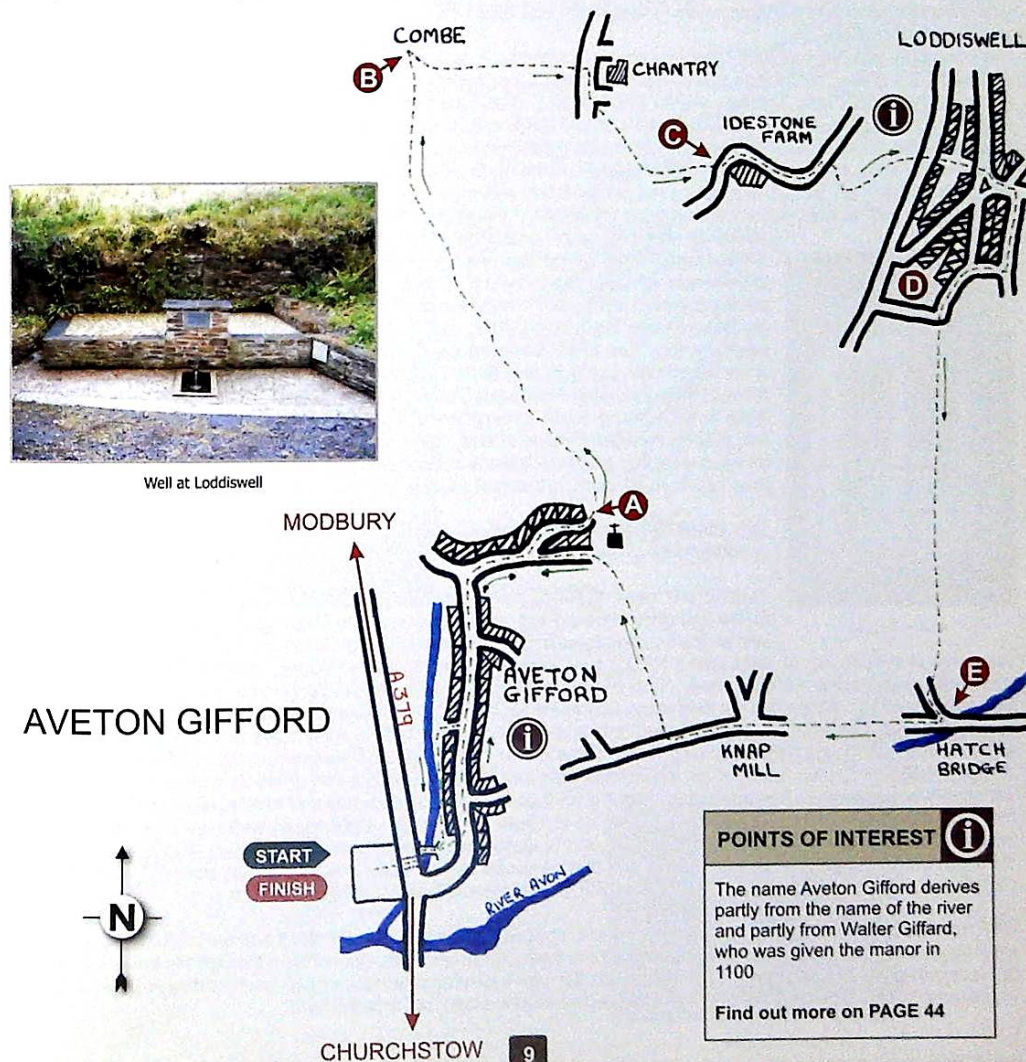 COMBE
LODDISWELL
B
CHANTRY
C
IDESTONE
FARM
i
D
Well at Loddiswell
A
MODBURY
A379
AVETON
GIFFORD
AVETON GIFFORD
i
E
KNAP
MILL
HATCH
BRIDGE
START
FINISH
N
RIVER AVON
POINTS OF INTEREST i
The name Aveton Gifford derives
partly from the name of the river
and partly from Walter Giffard,
who was given the manor in
1100
Find out more on PAGE 44
CHURCHSTOW
9